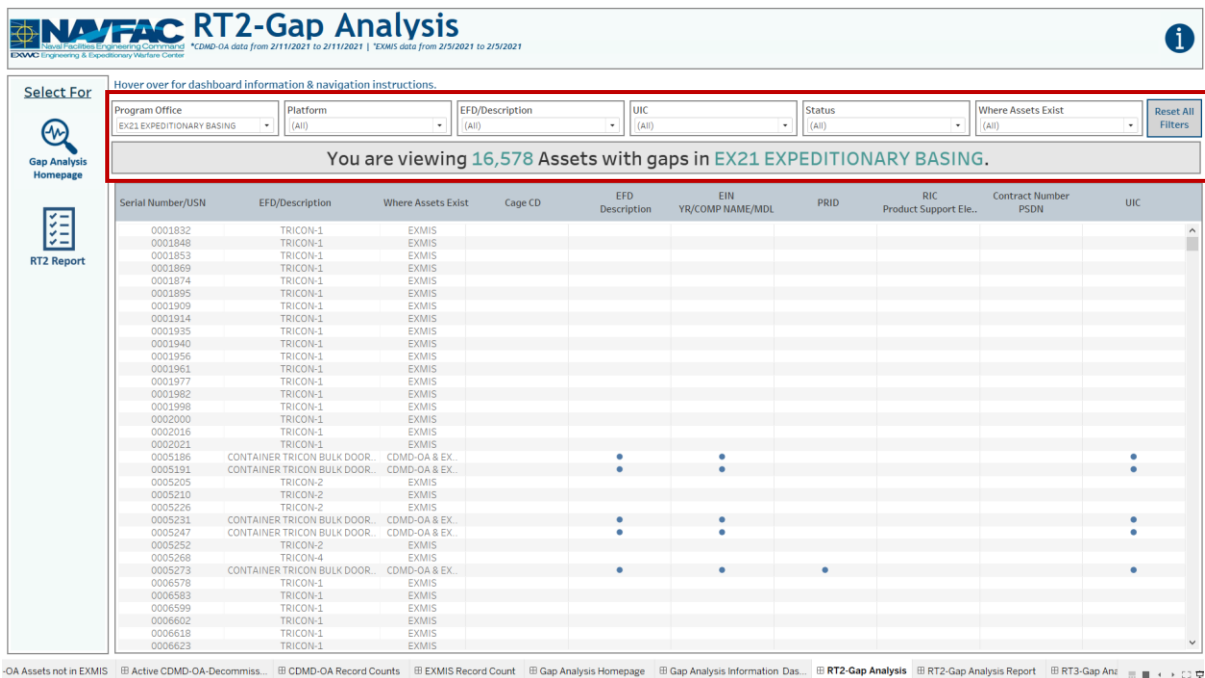 NAVFAC
Naval Facilities Engineering Command
EXWC Engineering & Expeditionary Warfare Center
RT2-Gap Analysis
*CDMD-OA data from 2/11/2021 to 2/11/2021 | *EXMIS data from 2/5/2021 to 2/5/2021
i
Select For
Gap Analysis
Homepage
RT2 Report
Hover over for dashboard information & navigation instructions.
Program Office Platform EFD/Description UIC Status Where Assets Exist
EX21 EXPEDITIONARY BASING (All) (All) (All) (All) (All)
Reset All
Filters
You are viewing 16,578 Assets with gaps in EX21 EXPEDITIONARY BASING.
Serial Number/USN EFD/Description Where Assets Exist Cage CD EFD Description EIN YR/COMP NAME/MDL PRID RIC Product Support Ele.. Contract Number PSDN UIC
0001832 TRICON-1 EXMIS
0001848 TRICON-1 EXMIS
0001853 TRICON-1 EXMIS
0001869 TRICON-1 EXMIS
0001874 TRICON-1 EXMIS
0001895 TRICON-1 EXMIS
0001909 TRICON-1 EXMIS
0001914 TRICON-1 EXMIS
0001935 TRICON-1 EXMIS
0001940 TRICON-1 EXMIS
0001956 TRICON-1 EXMIS
0001961 TRICON-1 EXMIS
0001977 TRICON-1 EXMIS
0001982 TRICON-1 EXMIS
0001998 TRICON-1 EXMIS
0002000 TRICON-1 EXMIS
0002016 TRICON-1 EXMIS
0002021 TRICON-1 EXMIS
0005186 CONTAINER TRICON BULK DOOR.. CDMD-OA & EX..
0005191 CONTAINER TRICON BULK DOOR.. CDMD-OA & EX..
0005205 TRICON-2 EXMIS
0005210 TRICON-2 EXMIS
0005226 TRICON-2 EXMIS
0005231 CONTAINER TRICON BULK DOOR.. CDMD-OA & EX..
0005247 CONTAINER TRICON BULK DOOR.. CDMD-OA & EX..
0005252 TRICON-2 EXMIS
0005268 TRICON-4 EXMIS
0005273 CONTAINER TRICON BULK DOOR.. CDMD-OA & EX..
0006578 TRICON-1 EXMIS
0006583 TRICON-1 EXMIS
0006599 TRICON-1 EXMIS
0006602 TRICON-1 EXMIS
0006618 TRICON-1 EXMIS
0006623 TRICON-1 EXMIS
-OA Assets not in EXMIS Active CDMD-OA-Decommiss... CDMD-OA Record Counts EXMIS Record Count Gap Analysis Homepage Gap Analysis Information Das... RT2-Gap Analysis RT2-Gap Analysis Report RT3-Gap Ana